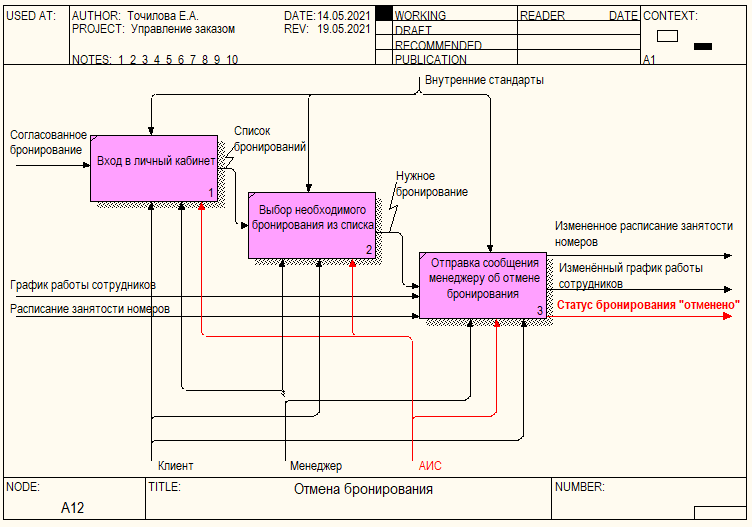 USED AT:
AUTHOR: Точилова Е.А.
DATE: 14.05.2021
PROJECT: Управление заказом
REV: 19.05.2021
NOTES: 1 2 3 4 5 6 7 8 9 10
WORKING
DRAFT
RECOMMENDED
PUBLICATION
READER
DATE
CONTEXT:
A1
Внутренние стандарты
Согласованное
бронирование
Вход в личный кабинет
1
Список
бронирований
Выбор необходимого
бронирования из списка
2
Нужное
бронирование
Отправка сообщения
менеджеру об отмене
бронирования
3
График работы сотрудников
Расписание занятости номеров
Измененное расписание занятости
номеров
Изменённый график работы
сотрудников
Статус бронирования "отменено"
Клиент
Менеджер
АИС
NODE:
A12
TITLE:
Отмена бронирования
NUMBER: